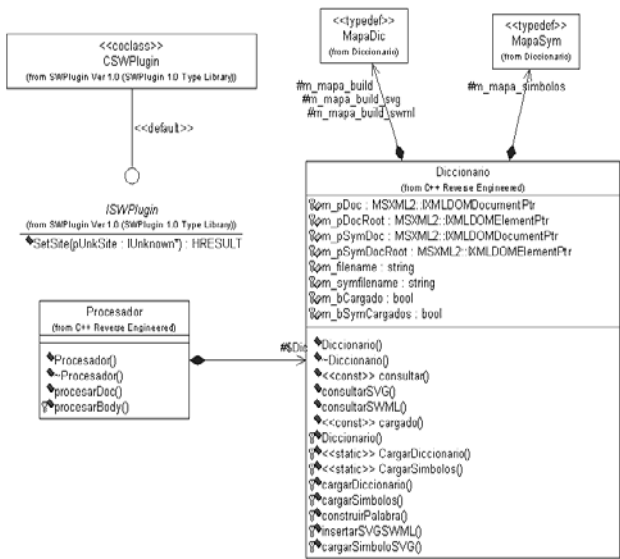 <<coclass>>
CSWPlugin
(from SWPlugin Ver 1.0 (SWPlugin 1.0 Type Library))
<<default>>
ISWPlugin
(from SWPlugin Ver 1.0 (SWPlugin 1.0 Type Library))
SetSite(pUnkSite : IUnknown*) : HRESULT
<<typedef>>
MapaDic
(from Diccionario)
<<typedef>>
MapaSym
(from Diccionario)
#m_mapa_build
#m_mapa_build_svg
#m_mapa_build_swml
#m_mapa_simbolos
Procesador
(from C++ Reverse Engineered)
Procesador()
~Procesador()
procesarDoc()
procesarBody()
#$Dic
Diccionario
(from C++ Reverse Engineered)
m_pDoc : MSXML2::IXMLDOMDocumentPtr
m_pDocRoot : MSXML2::IXMLDOMElementPtr
m_pSymDoc : MSXML2::IXMLDOMDocumentPtr
m_pSymDocRoot : MSXML2::IXMLDOMElementPtr
m_filename : string
m_symfilename : string
m_bCargado : bool
m_bSymCargados : bool
Diccionario()
~Diccionario()
<<const>> consultar()
consultarSVG()
consultarSWML()
<<const>> cargado()
Diccionario()
<<static>> CargarDiccionario()
<<static>> CargarSimbolos()
cargarDiccionario()
cargarSimbolos()
construirPalabra()
insertarSVGSWML()
cargarSimboloSVG()